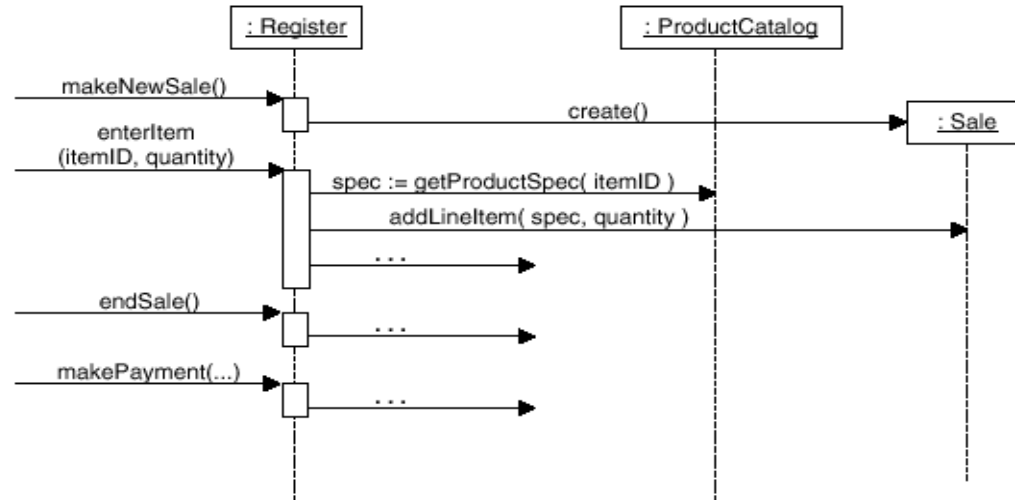 : Register
: ProductCatalog
makeNewSale()
create()
: Sale
enterItem
(itemID, quantity)
spec := getProductSpec( itemID )
addLineItem( spec, quantity )
. . .
endSale()
. . .
makePayment(...)
. . .